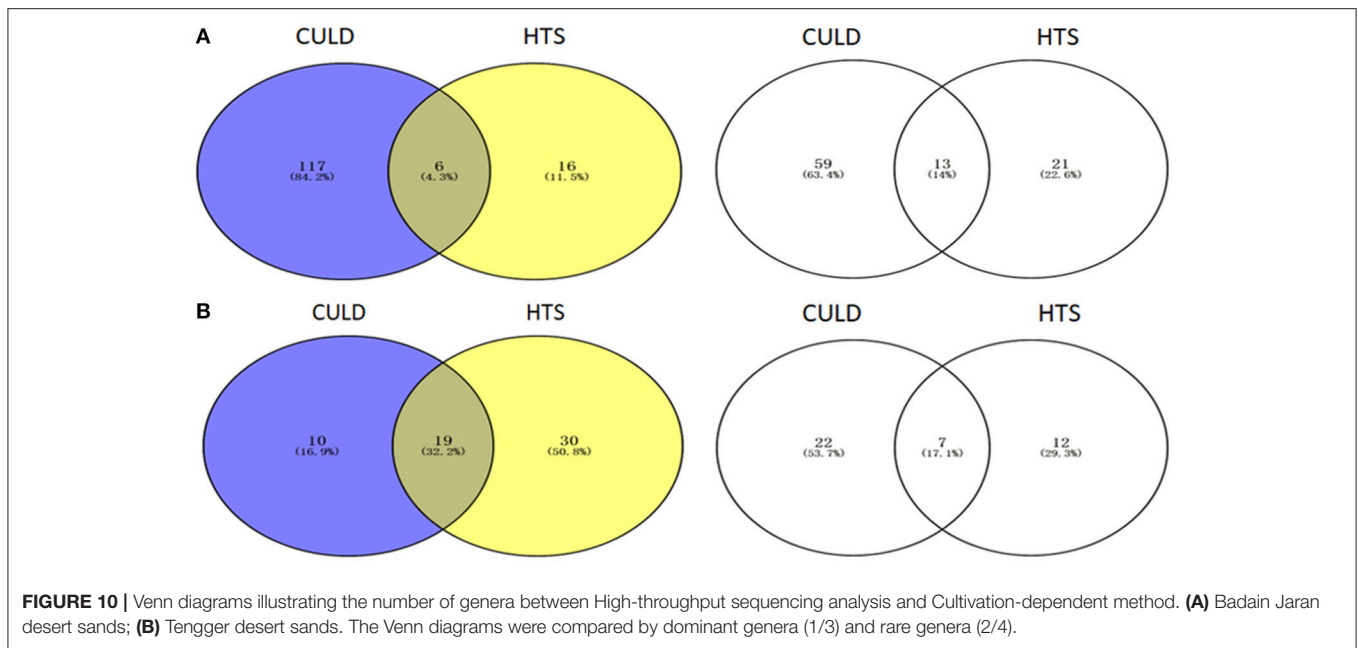 A CULD HTS CULD HTS
117 6 16 59 13 21
(84. 2%) (4. 3%) (11. 5%) (63. 4%) (14%) (22. 6%)
B CULD HTS CULD HTS
10 19 30 22 7 12
(16. 9%) (32. 2%) (50. 8%) (53. 7%) (17. 1%) (29. 3%)
FIGURE 10 | Venn diagrams illustrating the number of genera between High-throughput sequencing analysis and Cultivation-dependent method. (A) Badain Jaran
desert sands; (B) Tengger desert sands. The Venn diagrams were compared by dominant genera (1/3) and rare genera (2/4).